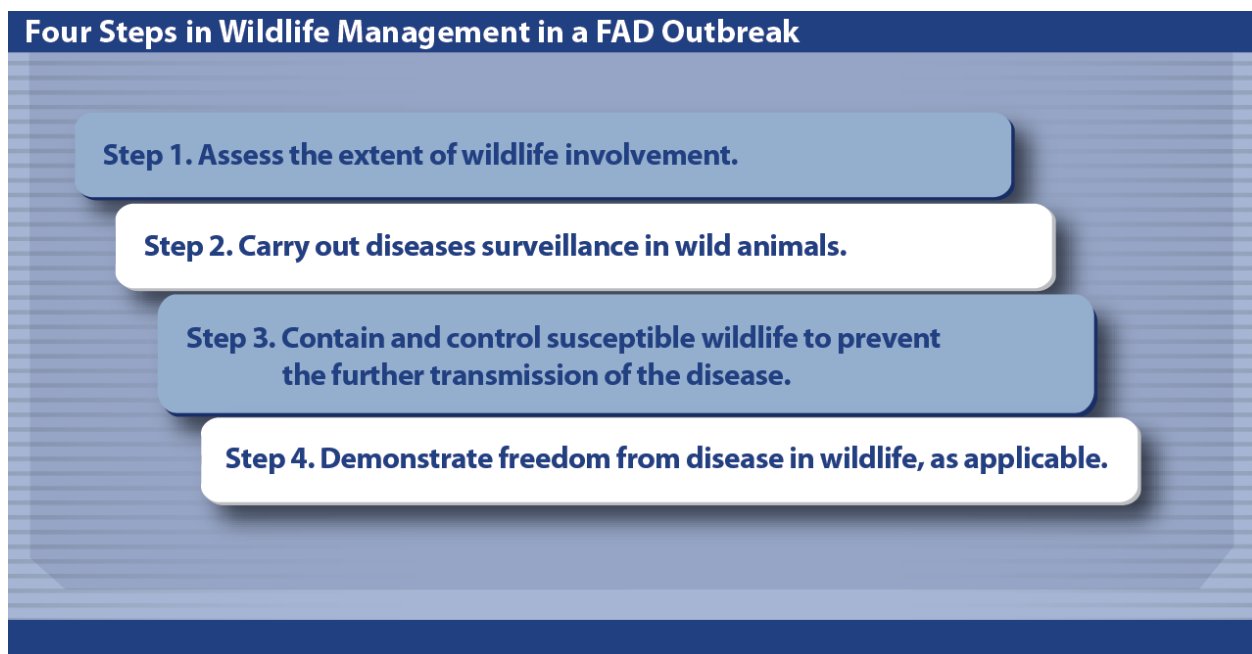 Four Steps in Wildlife Management in a FAD Outbreak
Step 1. Assess the extent of wildlife involvement.
Step 2. Carry out diseases surveillance in wild animals.
Step 3. Contain and control susceptible wildlife to prevent
the further transmission of the disease.
Step 4. Demonstrate freedom from disease in wildlife, as applicable.